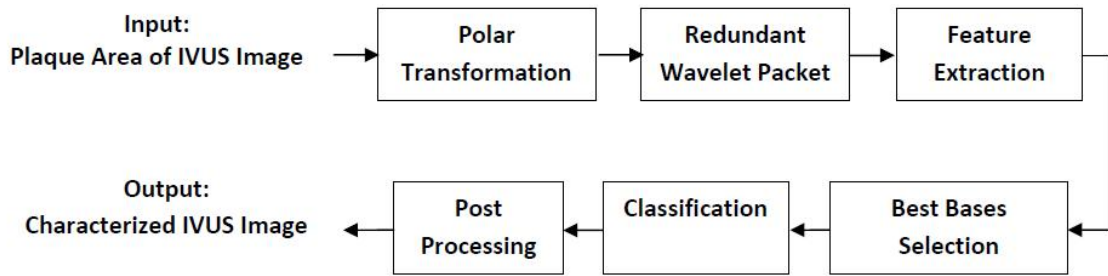 Input:
Plaque Area of IVUS Image
Polar
Transformation
Redundant
Wavelet Packet
Feature
Extraction
Best Bases
Selection
Classification
Post
Processing
Output:
Characterized IVUS Image